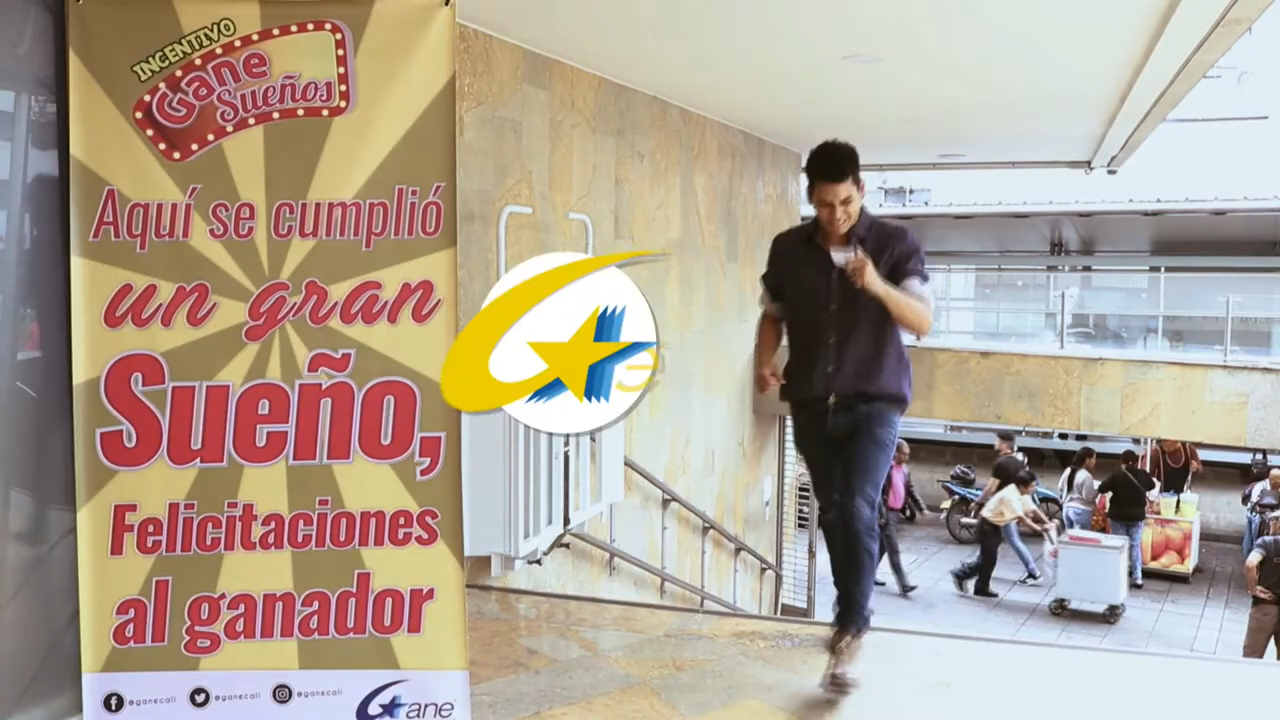 INCENTIVO
Gane
Sueños
Aquí se cumplió
un gran
Sueño,
Felicitaciones
al ganador
@ganecali @ganecali @ganecali
Gane